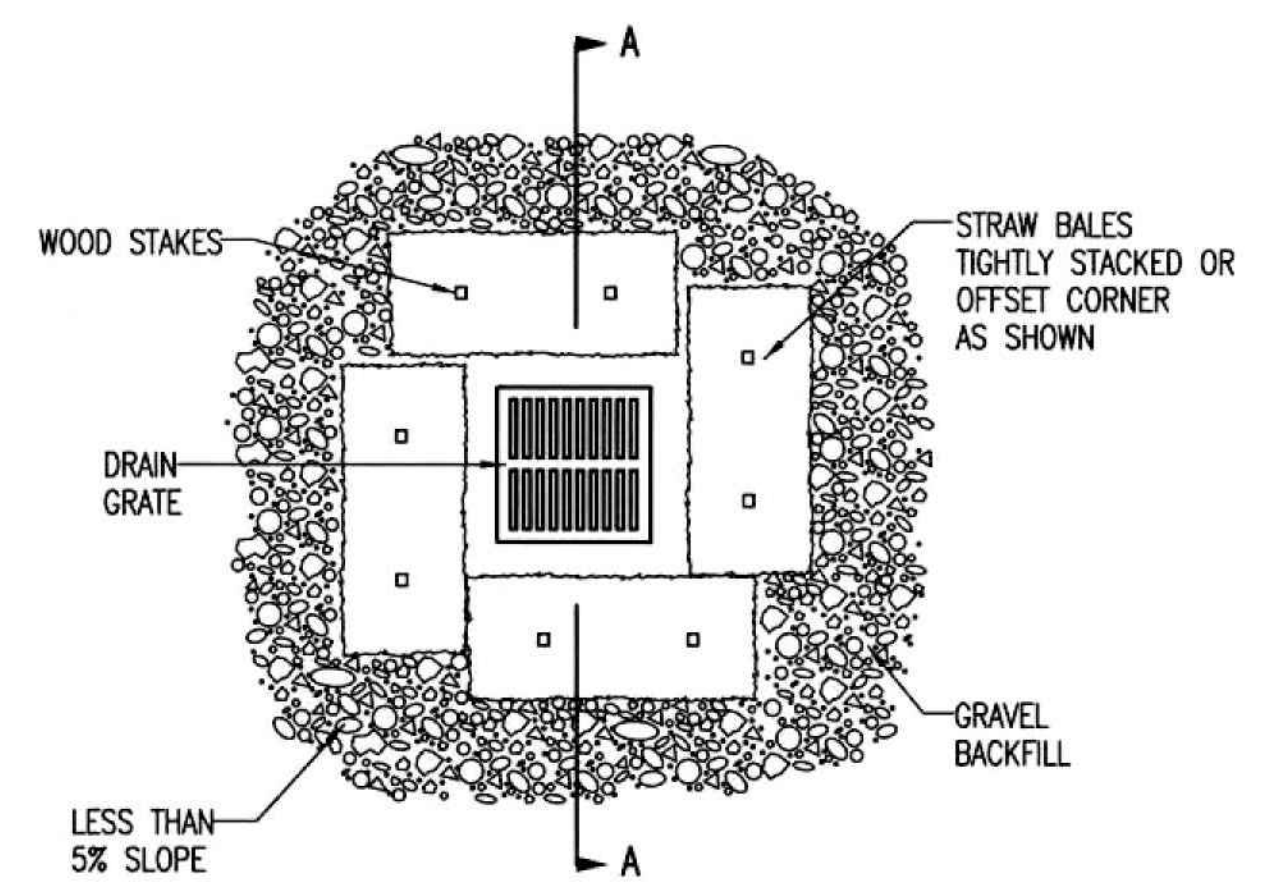 A
WOOD STAKES
STRAW BALES
TIGHTLY STACKED OR
OFFSET CORNER
AS SHOWN
DRAIN
GRATE
GRAVEL
BACKFILL
LESS THAN
5% SLOPE
A